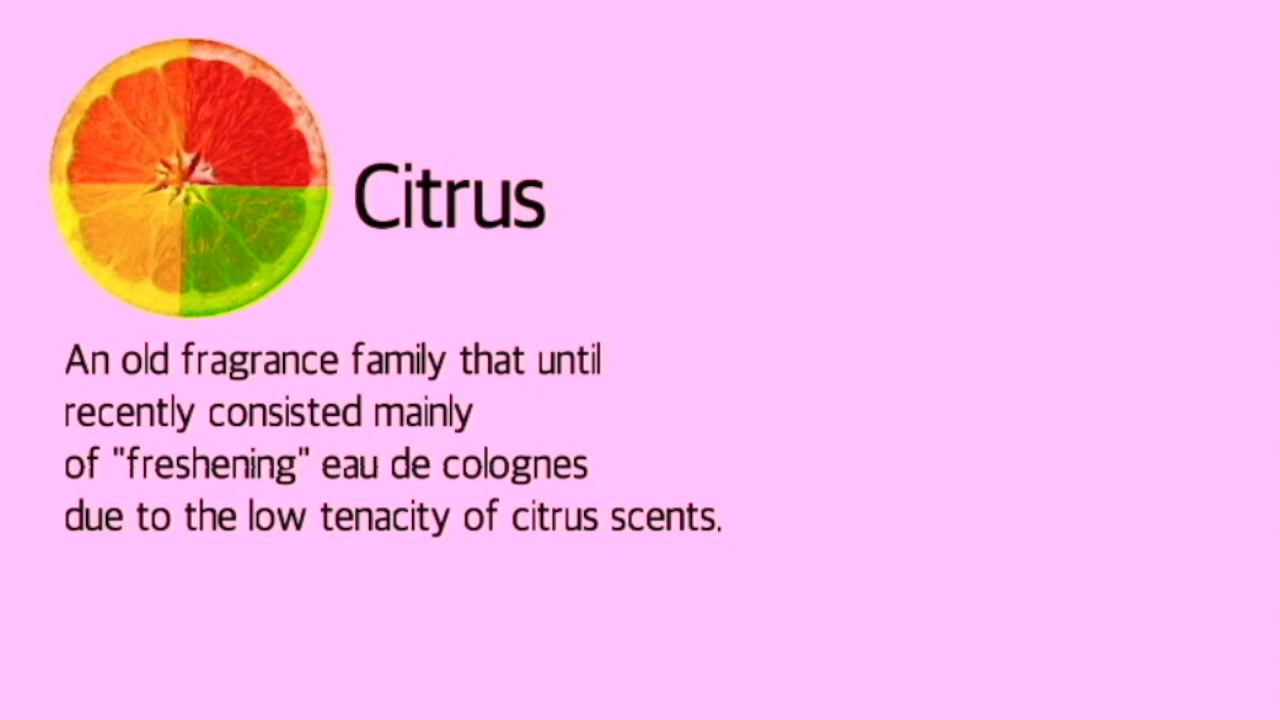 Citrus
An old fragrance family that until
recently consisted mainly
of "freshening" eau de colognes
due to the low tenacity of citrus scents.